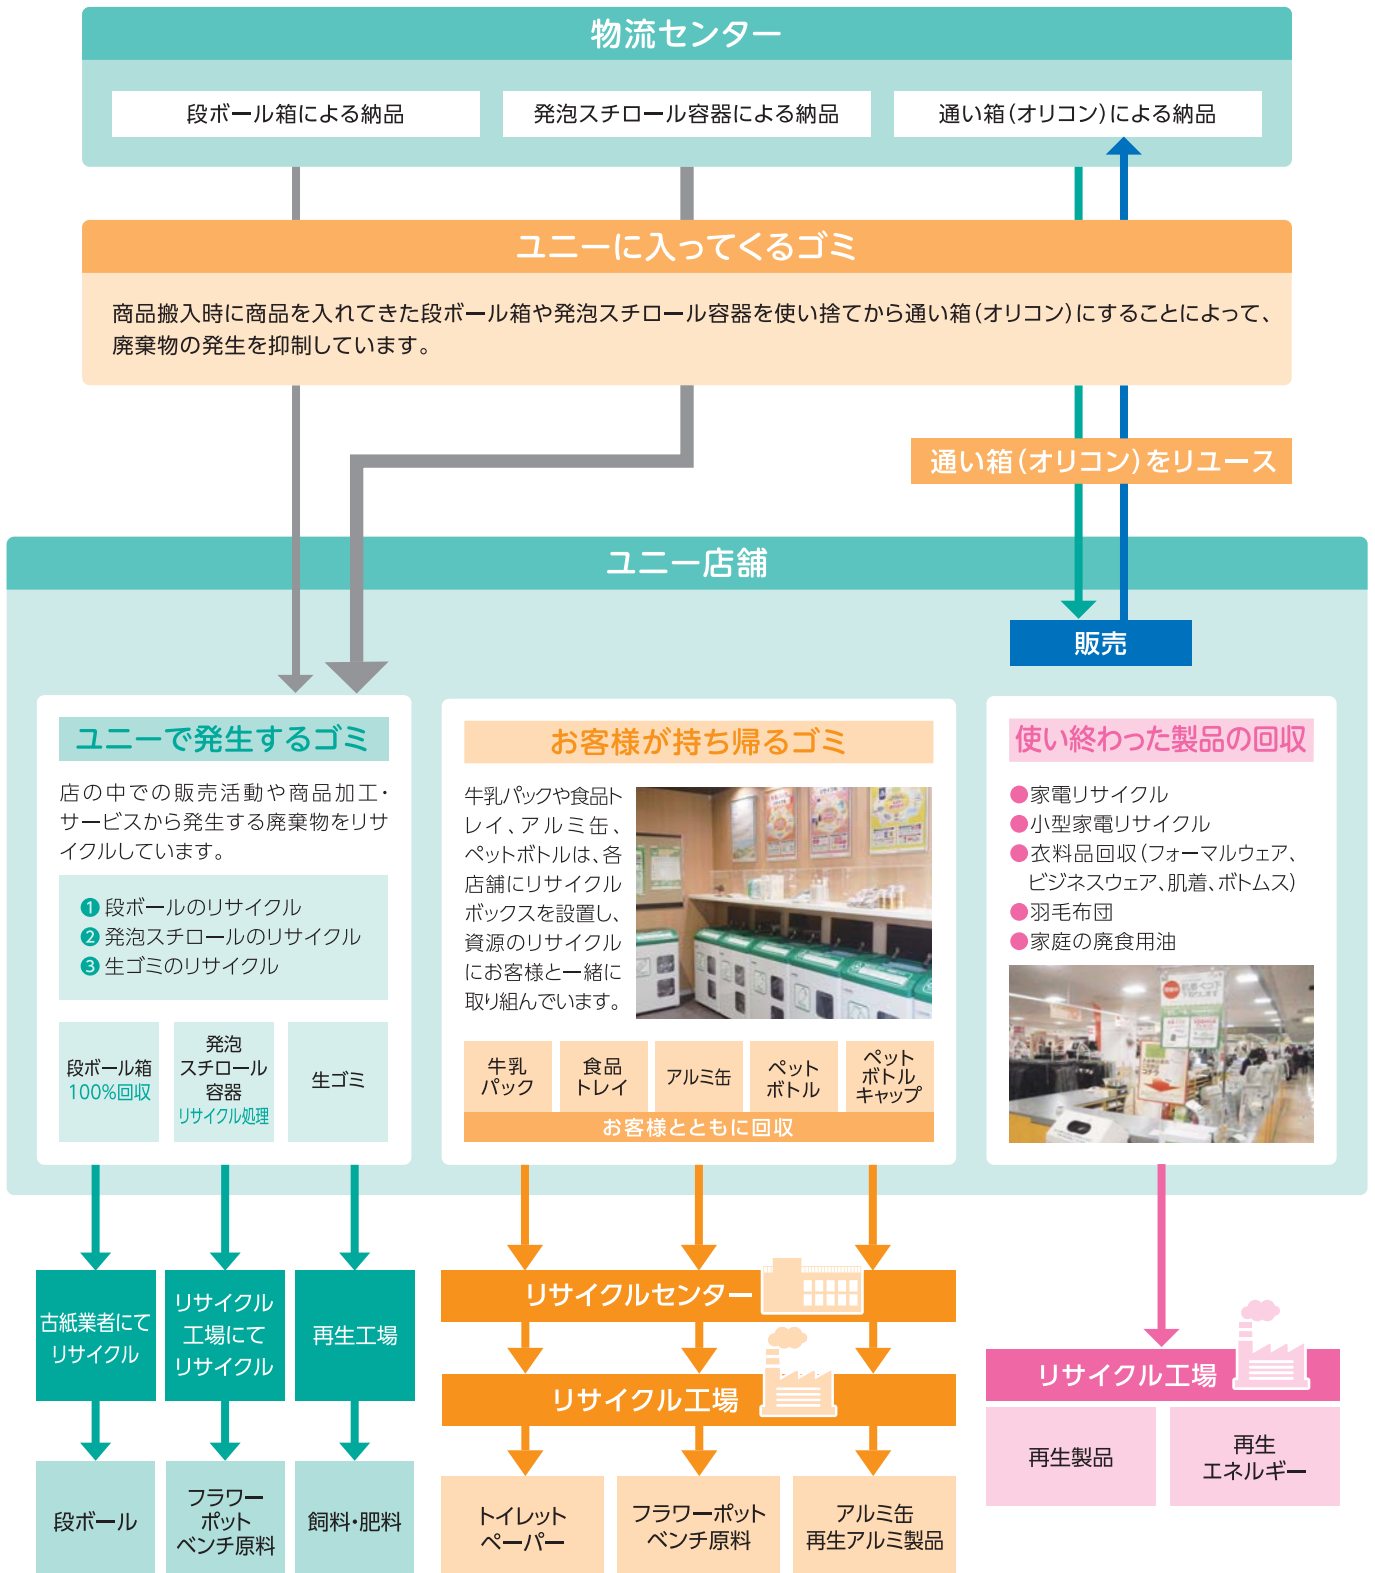 物流センター
段ボール箱による納品
発泡スチロール容器による納品
通い箱(オリコン)による納品
ユニーに入ってくるゴミ
商品搬入時に商品を入れてきた段ボール箱や発泡スチロール容器を使い捨てから通い箱(オリコン)にすることによって、
廃棄物の発生を抑制しています。
通い箱(オリコン)をリユース
ユニー店舗
販売
ユニーで発生するゴミ
店の中での販売活動や商品加工・
サービスから発生する廃棄物をリサ
イクルしています。
❶段ボールのリサイクル
❷発泡スチロールのリサイクル
❸生ゴミのリサイクル
段ボール箱
100%回収
発泡
スチロール
容器
リサイクル処理
生ゴミ
お客様が持ち帰るゴミ
牛乳パックや食品ト
レイ、アルミ缶、
ペットボトルは、各
店舗にリサイクル
ボックスを設置し、
資源のリサイクル
にお客様と一緒に
取り組んでいます。
牛乳
パック
食品
トレイ
アルミ缶
ペット
ボトル
ペット
ボトル
キャップ
お客様とともに回収
使い終わった製品の回収
●家電リサイクル
●小型家電リサイクル
●衣料品回収(フォーマルウェア、
ビジネスウェア、肌着、ボトムス)
●羽毛布団
●家庭の廃食用油
古紙業者にて
リサイクル
リサイクル
工場にて
リサイクル
再生工場
段ボール
フラワー
ポット
ベンチ原料
飼料・肥料
リサイクルセンター
リサイクル工場
トイレット
ペーパー
フラワーポット
ベンチ原料
アルミ缶
再生アルミ製品
リサイクル工場
再生製品
再生
エネルギー